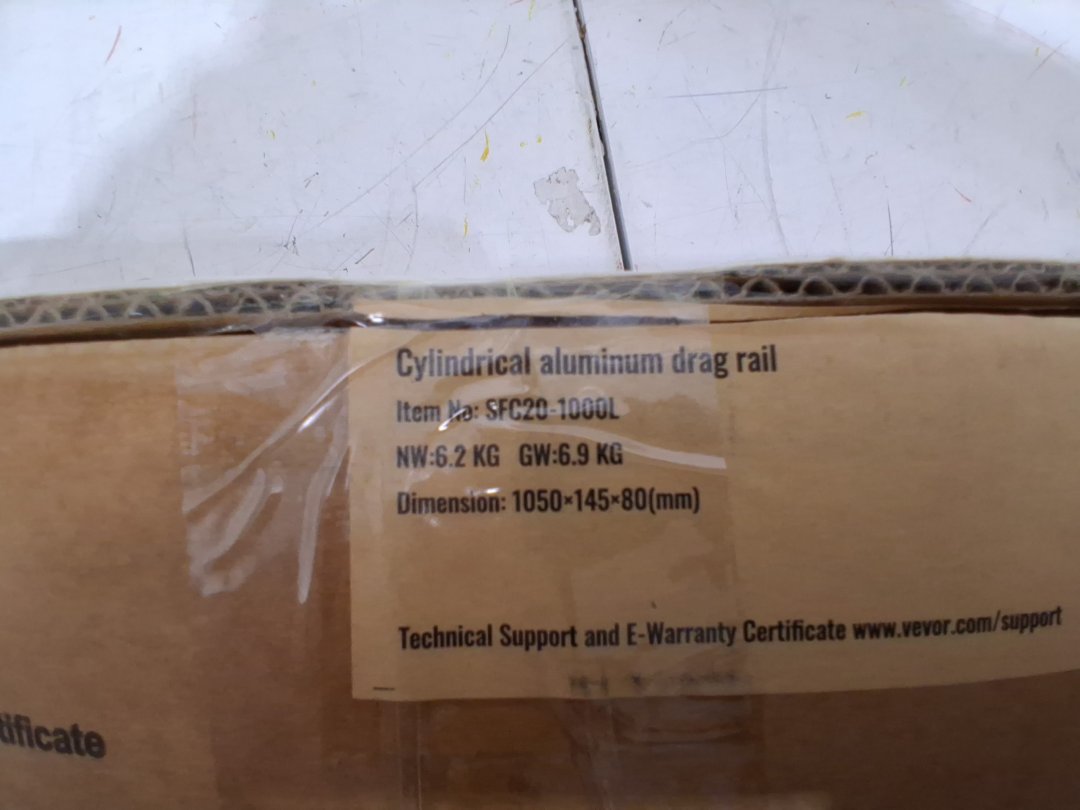 Cylindrical aluminum drag rail
Item No: SFC20-1000L
NW:6.2 KG GW:6.9 KG
Dimension: 1050×145×80(mm)
Technical Support and E-Warranty Certificate www.vevor.com/support
tificate